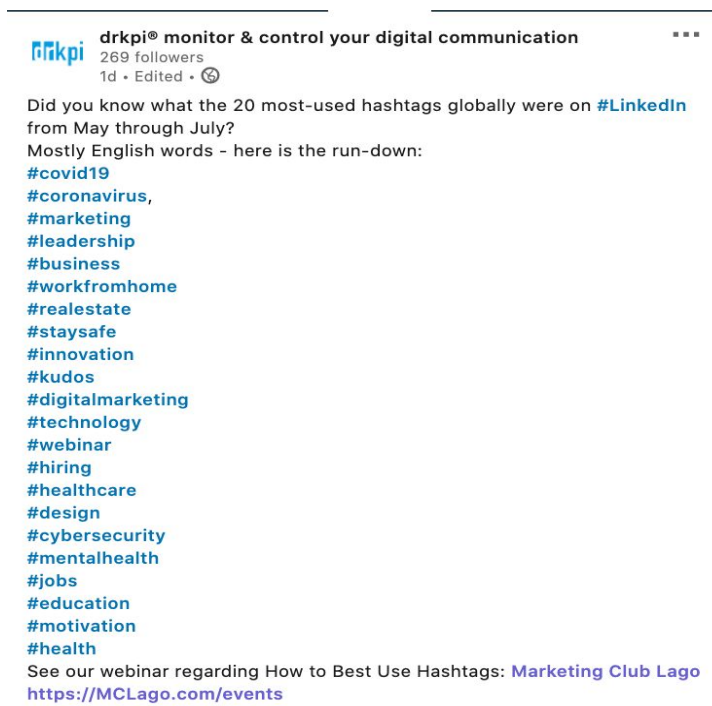 drkpi
drkpi® monitor & control your digital communication
269 followers
1d • Edited •
Did you know what the 20 most-used hashtags globally were on #LinkedIn
from May through July?
Mostly English words - here is the run-down:
#covid19
#coronavirus,
#marketing
#leadership
#business
#workfromhome
#realestate
#staysafe
#innovation
#kudos
#digitalmarketing
#technology
#webinar
#hiring
#healthcare
#design
#cybersecurity
#mentalhealth
#jobs
#education
#motivation
#health
See our webinar regarding How to Best Use Hashtags: Marketing Club Lago
https://MCLago.com/events